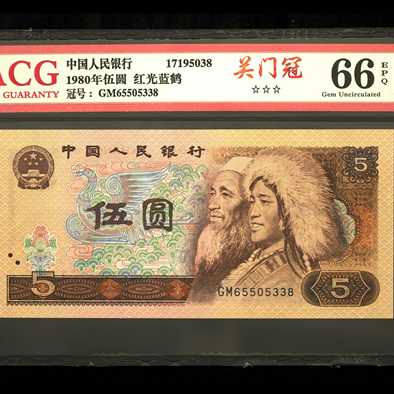 ACG
GUARANTY
中国人民银行 17195038
1980年伍圆 红光蓝鹤
冠号：GM65505338
关门冠
☆☆☆
66 EPQ
Gem Uncirculated
中国人民银行
5
伍圆
GM65505338
5
5